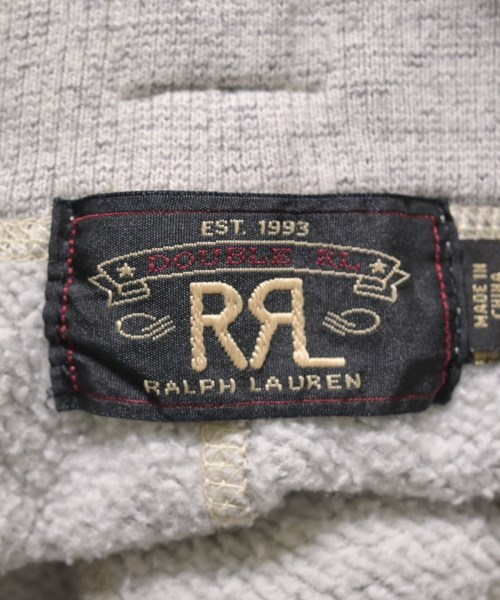 EST. 1993
DOUBLE RL
RRL
RALPH LAUREN
MADE IN
CHINA